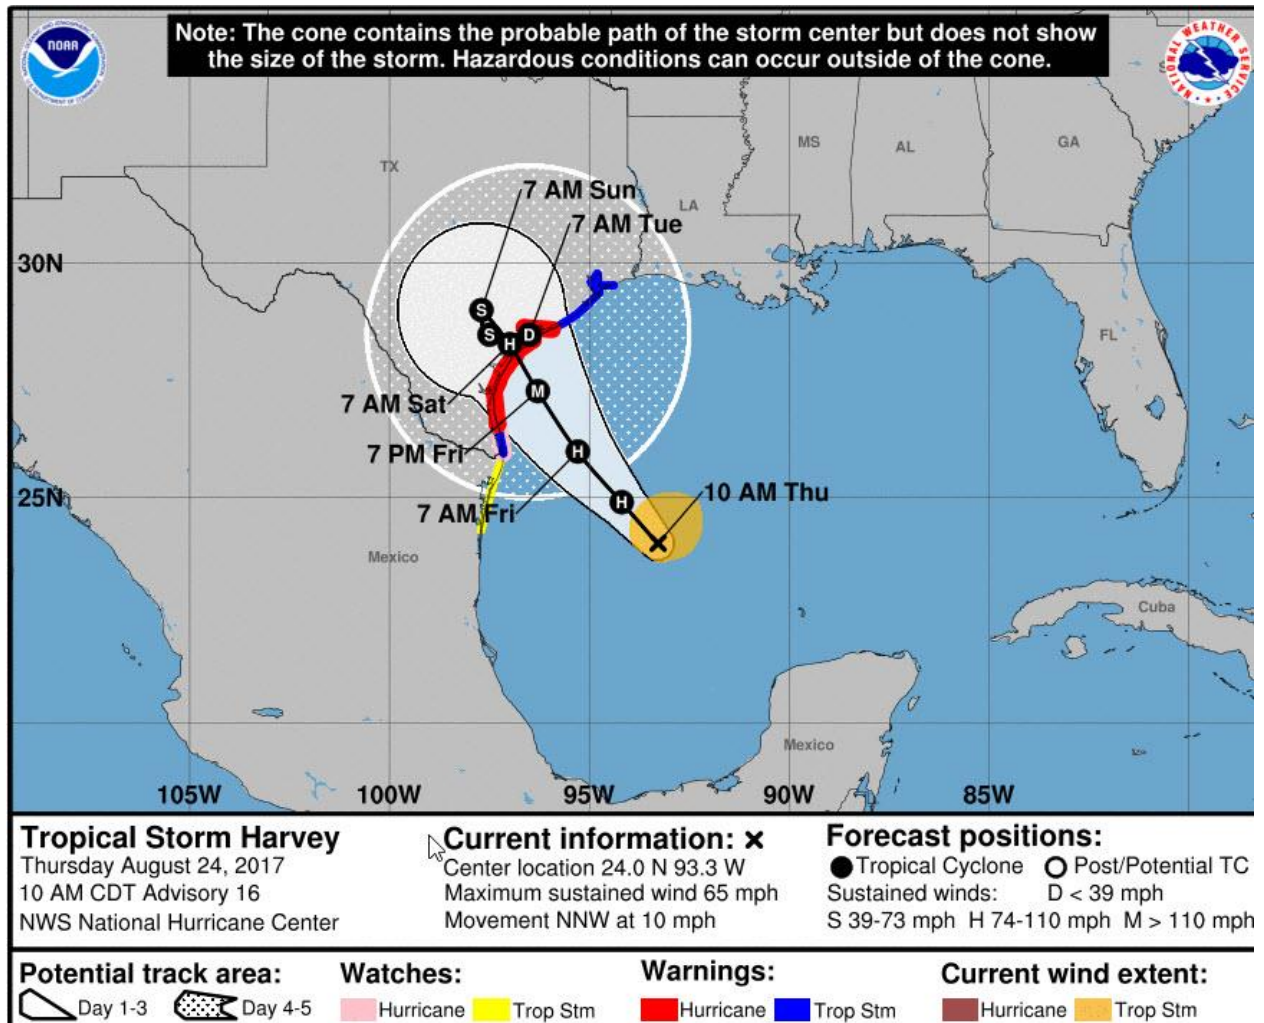 Note: The cone contains the probable path of the storm center but does not show
the size of the storm. Hazardous conditions can occur outside of the cone.
NOAA
NATIONAL WEATHER SERVICE
MS
AL
GA
TX
7 AM Sun
LA
7 AM Tue
30N
S
S
H
D
FL
M
7 AM Sat
7 PM Fri
H
25N
H
10 AM Thu
7 AM Fri
Mexico
Cuba
Mexico
105W
100W
95W
90W
85W
Tropical Storm Harvey
Thursday August 24, 2017
10 AM CDT Advisory 16
NWS National Hurricane Center
Current information: ×
Center location 24.0 N 93.3 W
Maximum sustained wind 65 mph
Movement NNW at 10 mph
Forecast positions:
Tropical Cyclone Post/Potential TC
Sustained winds: D < 39 mph
S 39-73 mph H 74-110 mph M > 110 mph
Potential track area:
Day 1-3 Day 4-5
Watches:
Hurricane Trop Stm
Warnings:
Hurricane Trop Stm
Current wind extent:
Hurricane Trop Stm